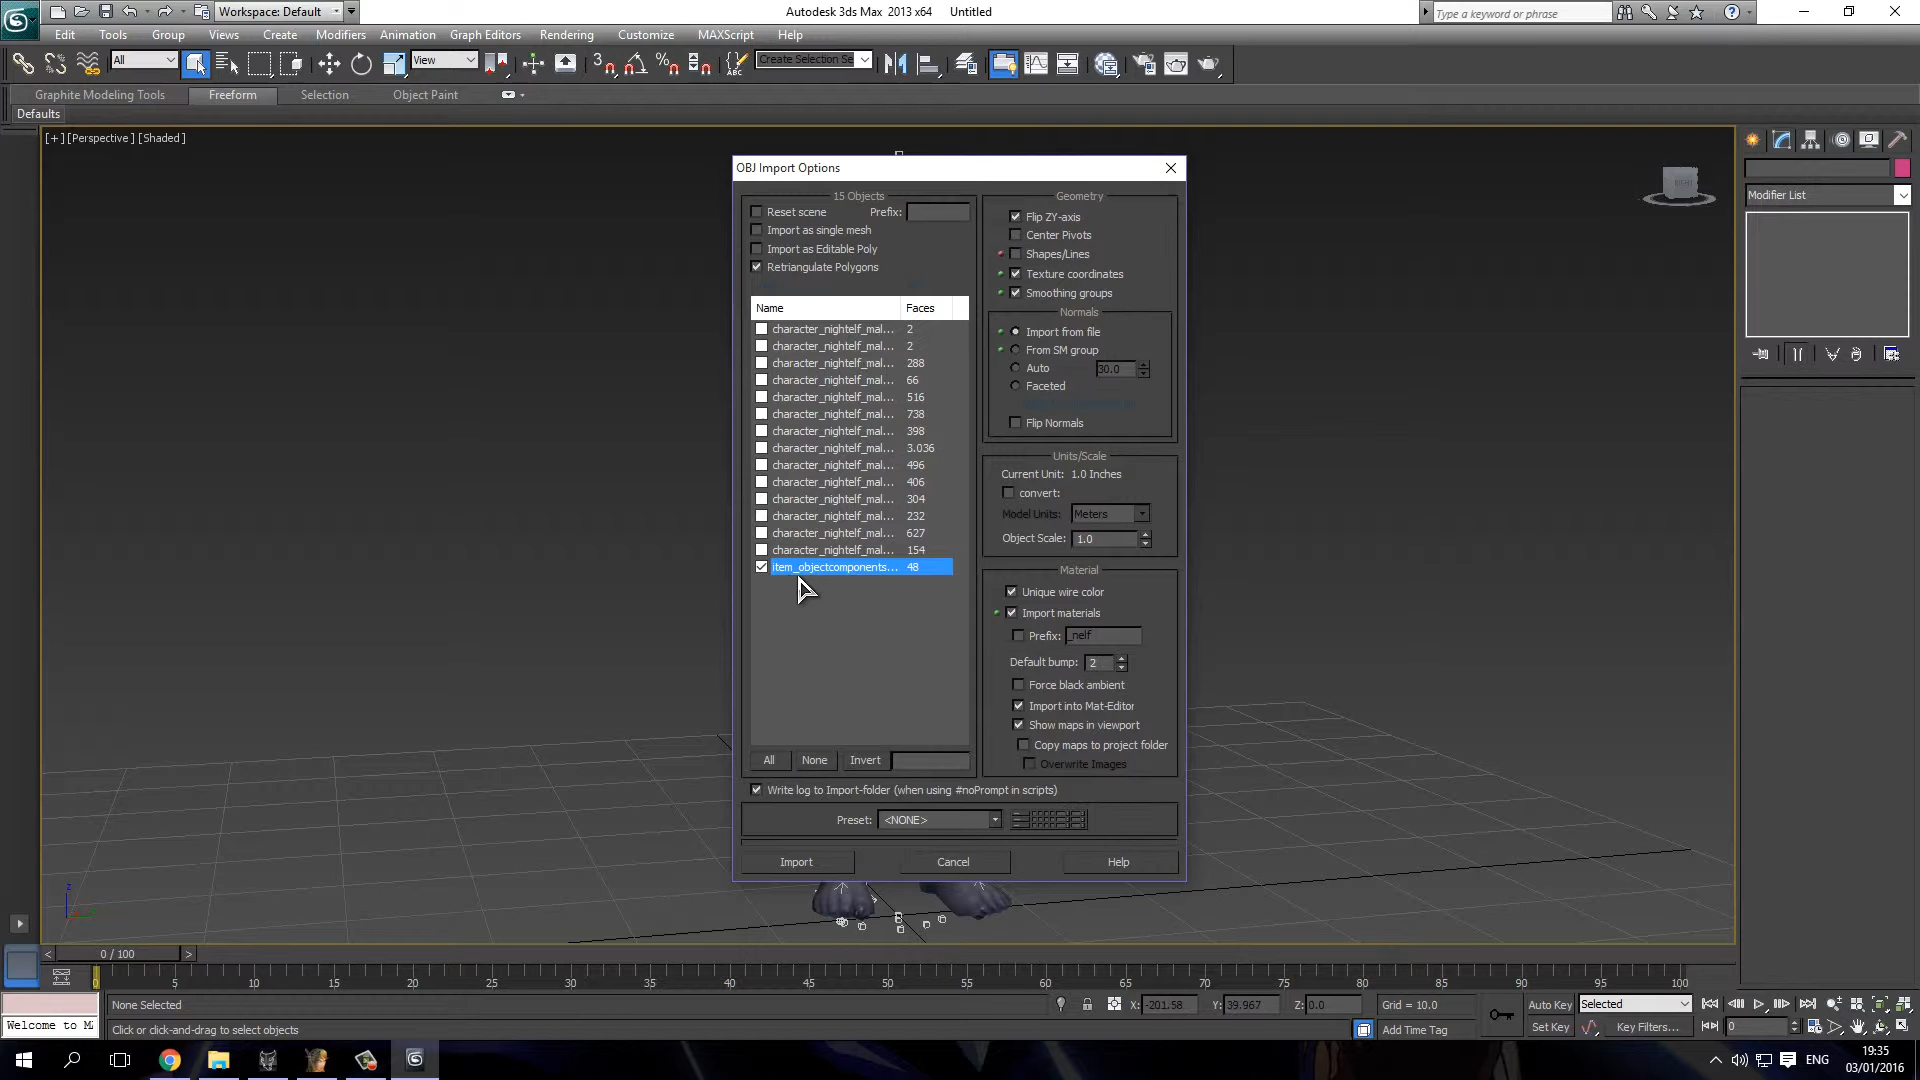 Workspace: Default
Autodesk 3ds Max 2013 x64 Untitled
Type a keyword or phrase
Edit Tools Group Views Create Modifiers Animation Graph Editors Rendering Customize MAXScript Help
All
View
Create Selection Se
Graphite Modeling Tools Freeform Selection Object Paint
Defaults
[ + ] [Perspective ] [Shaded ]
Modifier List
OBJ Import Options
15 Objects
Reset scene Prefix:
Import as single mesh
Import as Editable Poly
Retriangulate Polygons
Name Faces
character_nightelf_mal... 2
character_nightelf_mal... 2
character_nightelf_mal... 288
character_nightelf_mal... 66
character_nightelf_mal... 516
character_nightelf_mal... 738
character_nightelf_mal... 398
character_nightelf_mal... 3.036
character_nightelf_mal... 496
character_nightelf_mal... 406
character_nightelf_mal... 304
character_nightelf_mal... 232
character_nightelf_mal... 627
character_nightelf_mal... 154
item_objectcomponents... 48
All None Invert
Geometry
Flip ZY-axis
Center Pivots
Shapes/Lines
Texture coordinates
Smoothing groups
Normals
Import from file
From SM group
Auto 30.0
Faceted
Flip Normals
Units/Scale
Current Unit: 1.0 Inches
convert:
Model Units: Meters
Object Scale: 1.0
Material
Unique wire color
Import materials
Prefix: _nelf
Default bump: 2
Force black ambient
Import into Mat-Editor
Show maps in viewport
Copy maps to project folder
Overwrite Images
Write log to Import-folder (when using #noPrompt in scripts)
Preset: <NONE>
Import Cancel Help
z
< 0 / 100 >
5 10 15 20 25 30 35 40 45 50 55 60 65 70 75 80 85 90 95 100
None Selected X: -201.58 Y: 39.967 Z: 0.0 Grid = 10.0 Auto Key Selected
Welcome to M
Click or click-and-drag to select objects Add Time Tag Set Key Key Filters... 0
ENG
19:35
03/01/2016